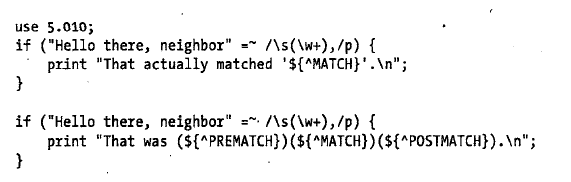 use 5.010;
if ("Hello there, neighbor" =~ /\s(\w+),/p) {
    print "That actually matched '${^MATCH}'.\n";
}

if ("Hello there, neighbor" =~ /\s(\w+),/p) {
    print "That was (${^PREMATCH})(${^MATCH})(${^POSTMATCH}).\n";
}